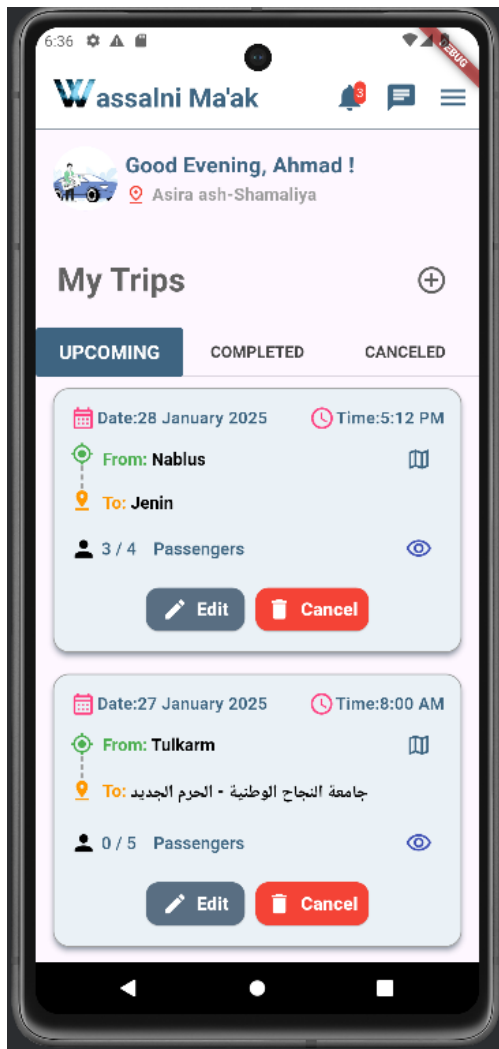 6:36
DEBUG
Wassalni Ma'ak
3
Good Evening, Ahmad !
Asira ash-Shamaliya
My Trips
UPCOMING COMPLETED CANCELED
Date:28 January 2025 Time:5:12 PM
From: Nablus
To: Jenin
3 / 4 Passengers
Edit Cancel
Date:27 January 2025 Time:8:00 AM
From: Tulkarm
To: جامعة النجاح الوطنية - الحرم الجديد
0 / 5 Passengers
Edit Cancel